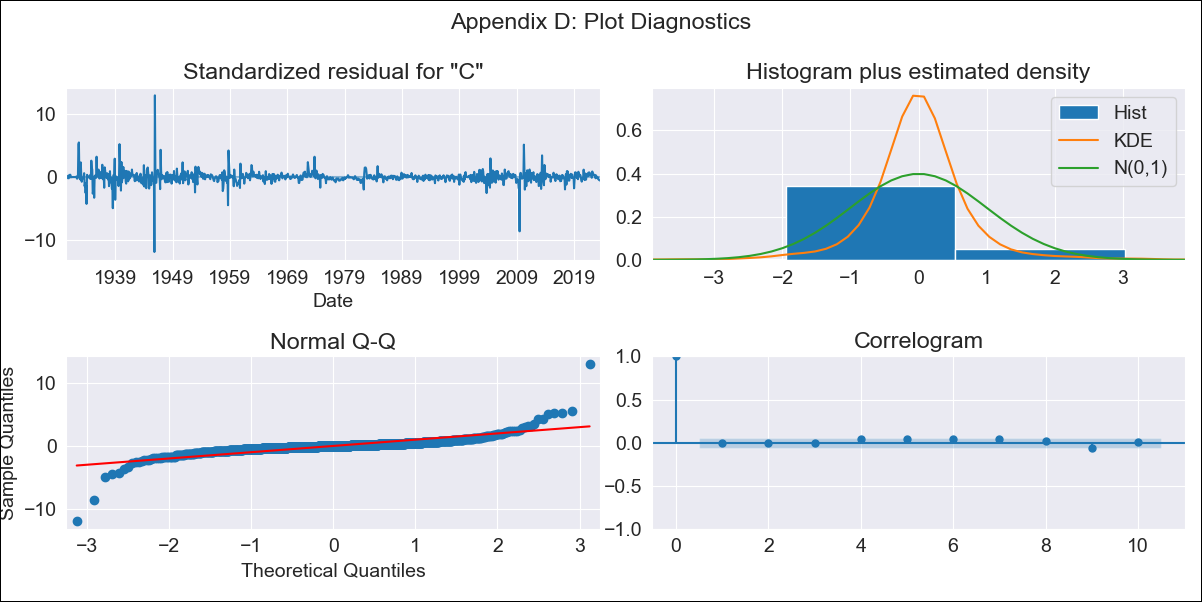 Appendix D: Plot Diagnostics
Standardized residual for "C"
10
0
−10
1939 1949 1959 1969 1979 1989 1999 2009 2019
Date
Histogram plus estimated density
0.6
0.4
0.2
0.0
−3 −2 −1 0 1 2 3
Hist
KDE
N(0,1)
Normal Q-Q
Sample Quantiles
10
0
−10
−3 −2 −1 0 1 2 3
Theoretical Quantiles
Correlogram
1.0
0.5
0.0
−0.5
−1.0
0 2 4 6 8 10